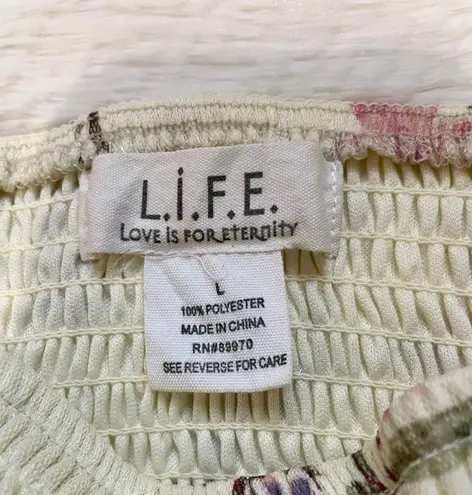 L.i.F.E.
LOVE iS FOR ETERNITY
L
100% POLYESTER
MADE IN CHINA
RN#89970
SEE REVERSE FOR CARE